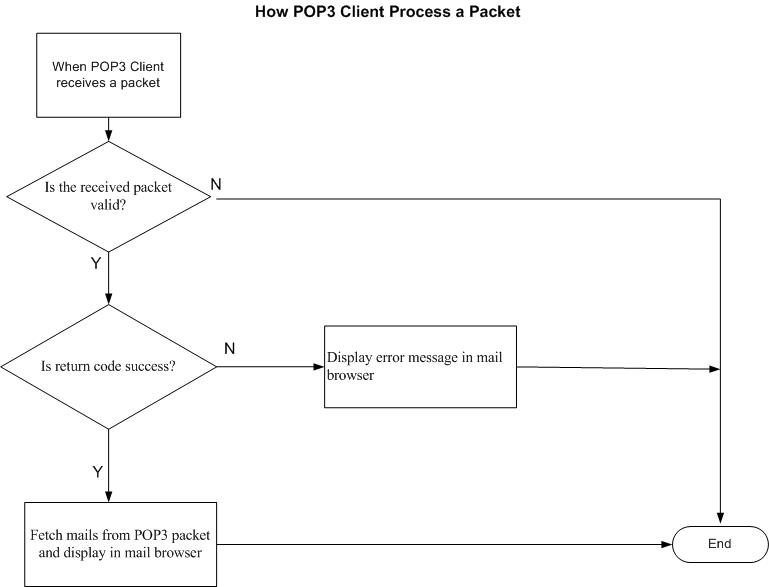 How POP3 Client Process a Packet
When POP3 Client
receives a packet
Is the received packet
valid?
N
Y
Is return code success?
N
Display error message in mail
browser
Y
Fetch mails from POP3 packet
and display in mail browser
End